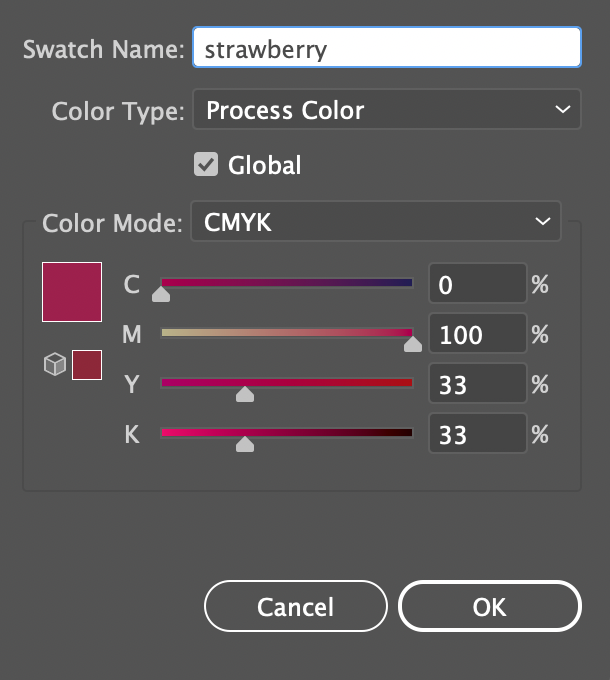 Swatch Name: strawberry
Color Type: Process Color
Global
Color Mode: CMYK
C 0 %
M 100 %
Y 33 %
K 33 %
Cancel OK